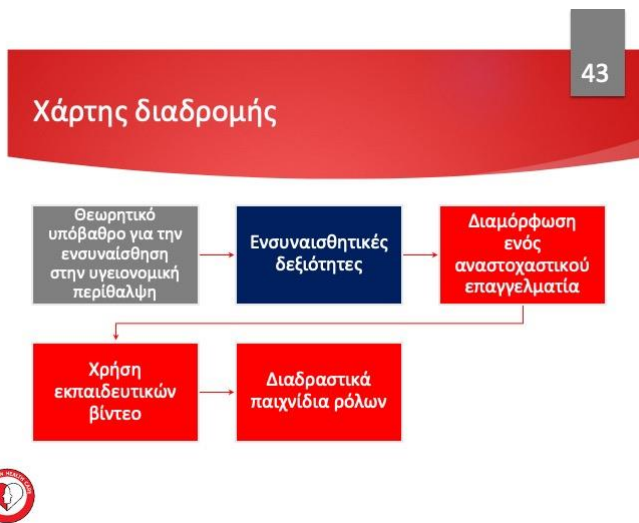 43
Χάρτης διαδρομής
Θεωρητικό
υπόβαθρο για την
ενσυναίσθηση
στην υγειονομική
περίθαλψη
Ενσυναισθητικές
δεξιότητες
Διαμόρφωση
ενός
αναστοχαστικού
επαγγελματία
Χρήση
εκπαιδευτικών
βίντεο
Διαδραστικά
παιχνίδια ρόλων
HEALTH